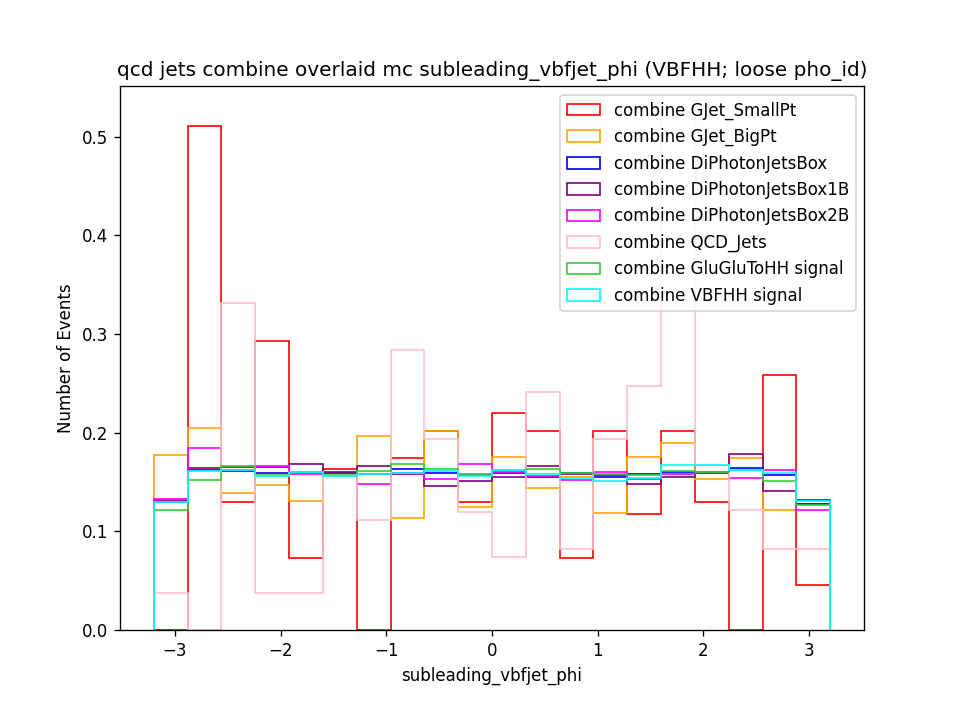 qcd jets combine overlaid mc subleading_vbfjet_phi (VBFHH; loose pho_id)
combine GJet_SmallPt
combine GJet_BigPt
combine DiPhotonJetsBox
combine DiPhotonJetsBox1B
combine DiPhotonJetsBox2B
combine QCD_Jets
combine GluGluToHH signal
combine VBFHH signal
Number of Events
0.5
0.4
0.3
0.2
0.1
0.0
−3 −2 −1 0 1 2 3
subleading_vbfjet_phi